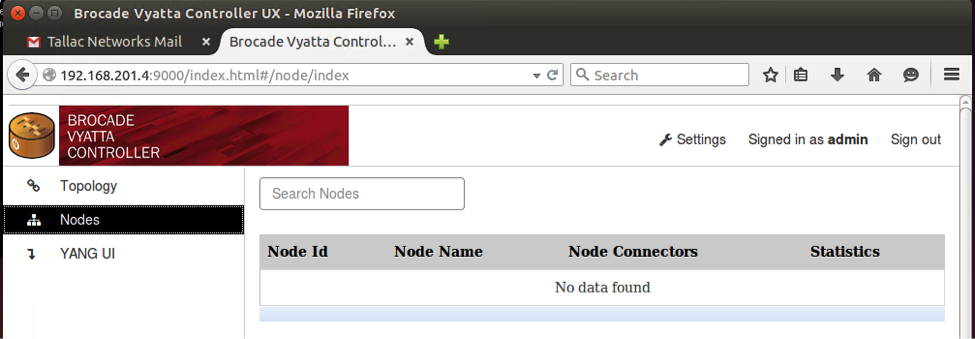 Brocade Vyatta Controller UX - Mozilla Firefox
Tallac Networks Mail
Brocade Vyatta Control...
192.168.201.4:9000/index.html#/node/index
Search
BROCADE
VYATTA
CONTROLLER
Settings
Signed in as admin
Sign out
Topology
Search Nodes
Nodes
YANG UI
Node Id Node Name Node Connectors Statistics
No data found